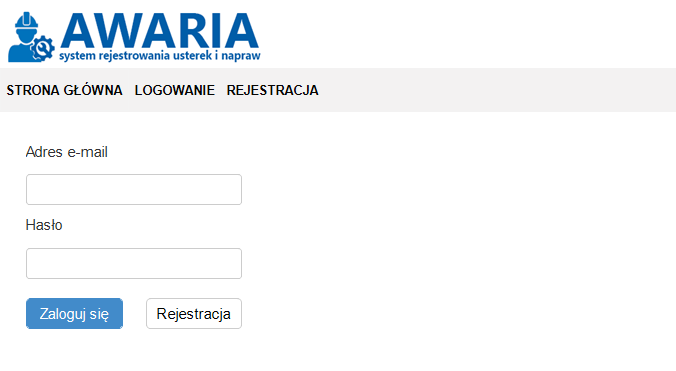 AWARIA
system rejestrowania usterek i napraw
STRONA GŁÓWNA LOGOWANIE REJESTRACJA
Adres e-mail
Hasło
Zaloguj się Rejestracja